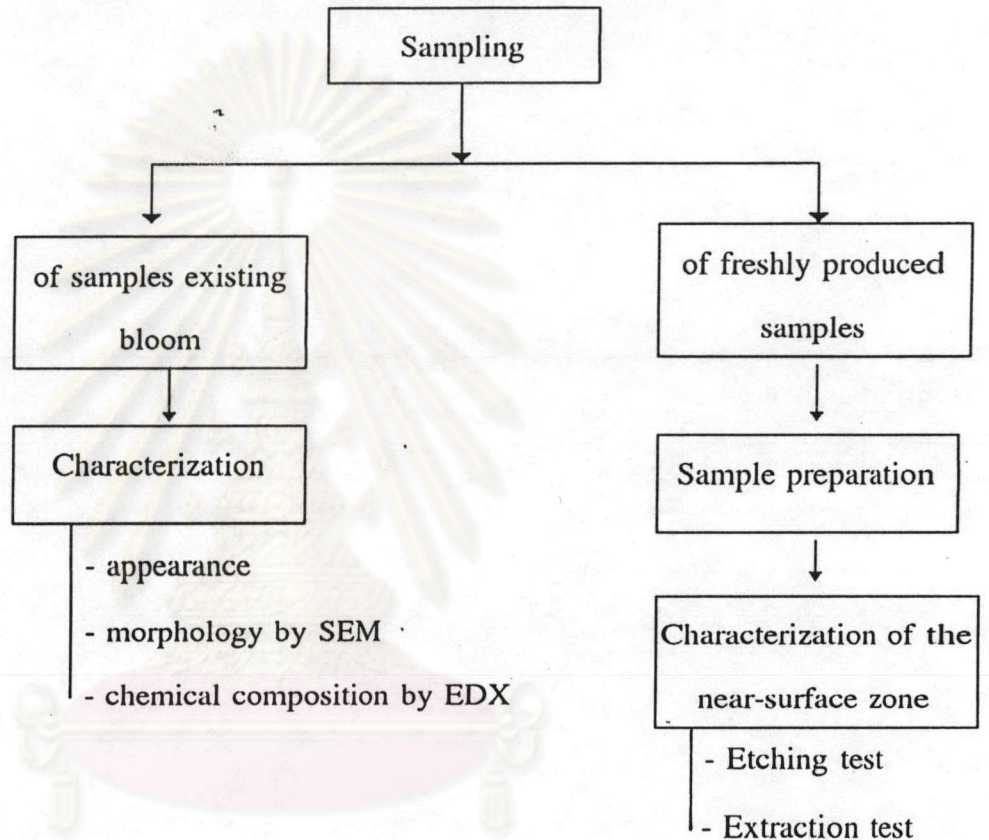 Sampling
of samples existing
bloom
Characterization
- appearance
- morphology by SEM
- chemical composition by EDX
of freshly produced
samples
Sample preparation
Characterization of the
near-surface zone
- Etching test
- Extraction test